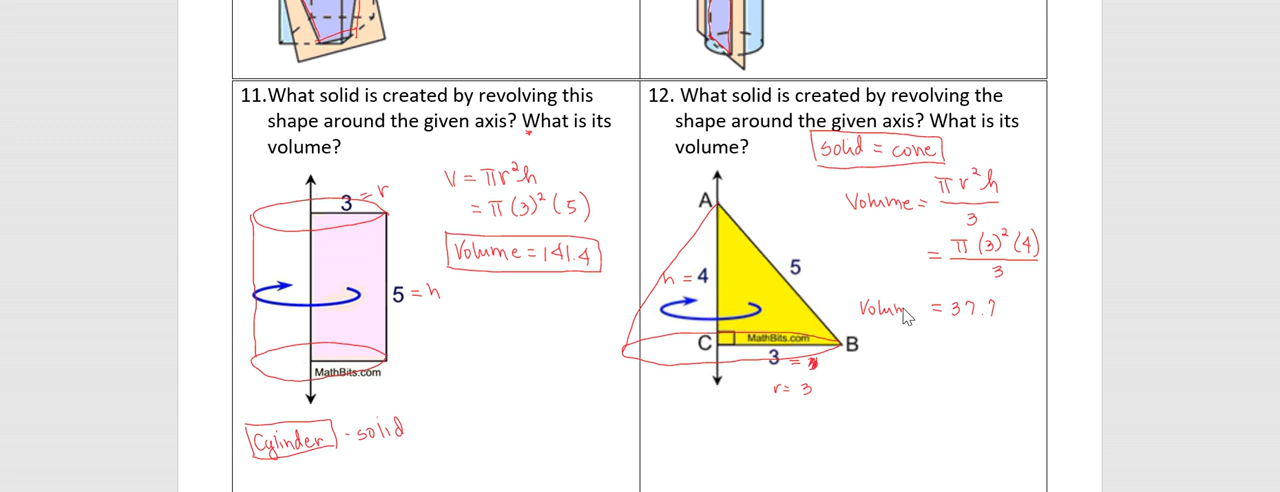 11.What solid is created by revolving this
shape around the given axis? What is its
volume?
3 = r
V = πr²h
= π (3)² (5)
Volume = 141.4
5 = h
MathBits.com
Cylinder - solid
12. What solid is created by revolving the
shape around the given axis? What is its
volume?
Solid = cone
A
Volume = πr²h
3
= π (3)² (4)
3
h = 4
5
Volum = 37.7
C
MathBits.com
B
3 =
r = 3